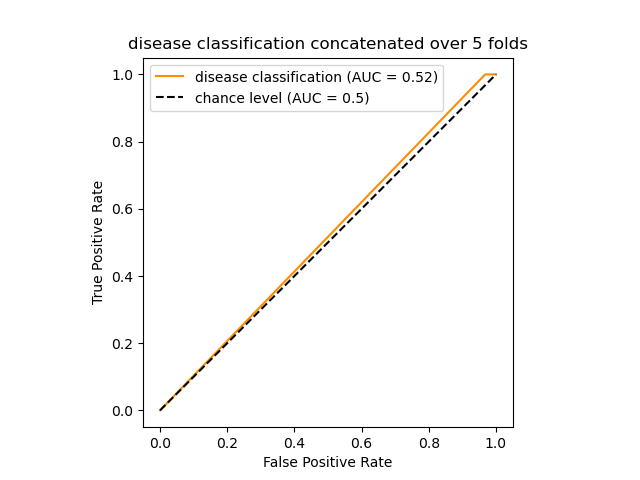 disease classification concatenated over 5 folds
disease classification (AUC = 0.52)
chance level (AUC = 0.5)
True Positive Rate
1.0
0.8
0.6
0.4
0.2
0.0
0.0 0.2 0.4 0.6 0.8 1.0
False Positive Rate